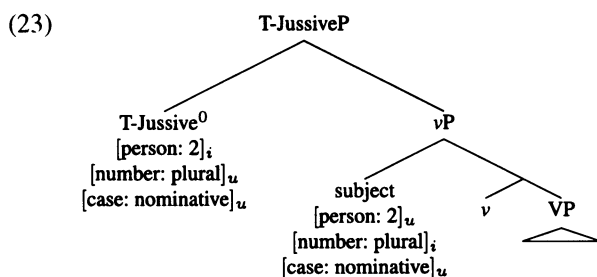 (23)
T-JussiveP
T-Jussive⁰
[person: 2]ᵢ
[number: plural]ᵤ
[case: nominative]ᵤ
vP
subject
[person: 2]ᵤ
[number: plural]ᵢ
[case: nominative]ᵤ
v
VP